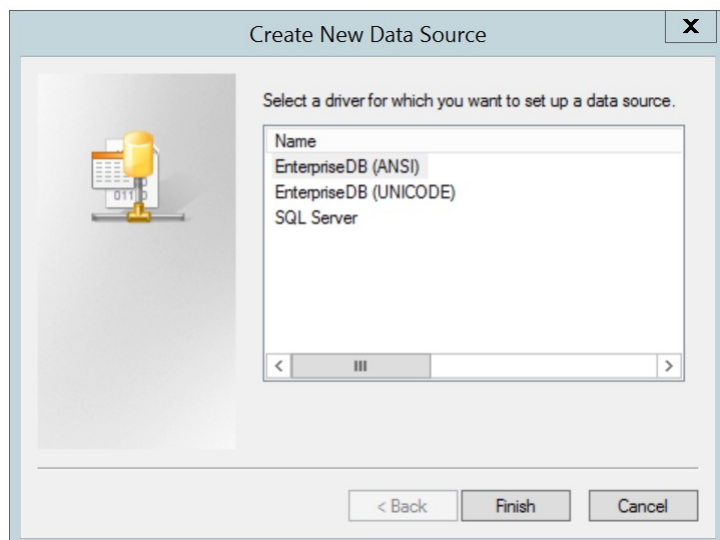 Create New Data Source
X
Select a driver for which you want to set up a data source.
Name
EnterpriseDB (ANSI)
EnterpriseDB (UNICODE)
SQL Server
< Back
Finish
Cancel